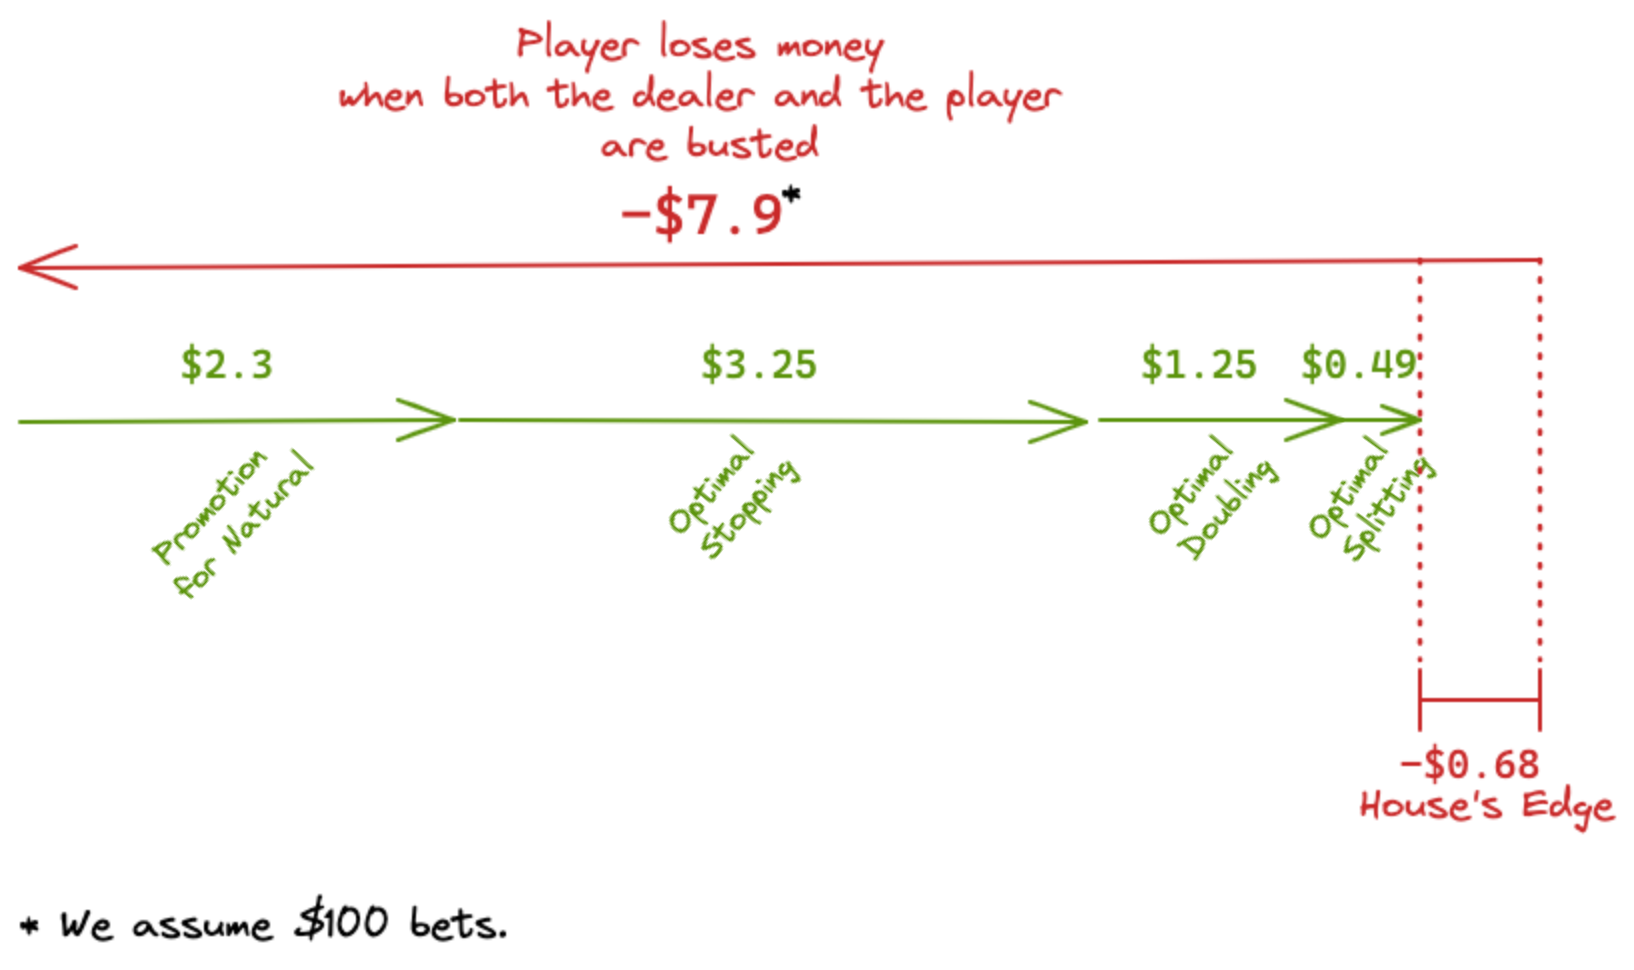 Player loses money
when both the dealer and the player
are busted
-$7.9*
$2.3
$3.25
$1.25
$0.49
Promotion
for Natural
Optimal
Stopping
Optimal
Doubling
Optimal
Splitting
-$0.68
House's Edge
* We assume $100 bets.